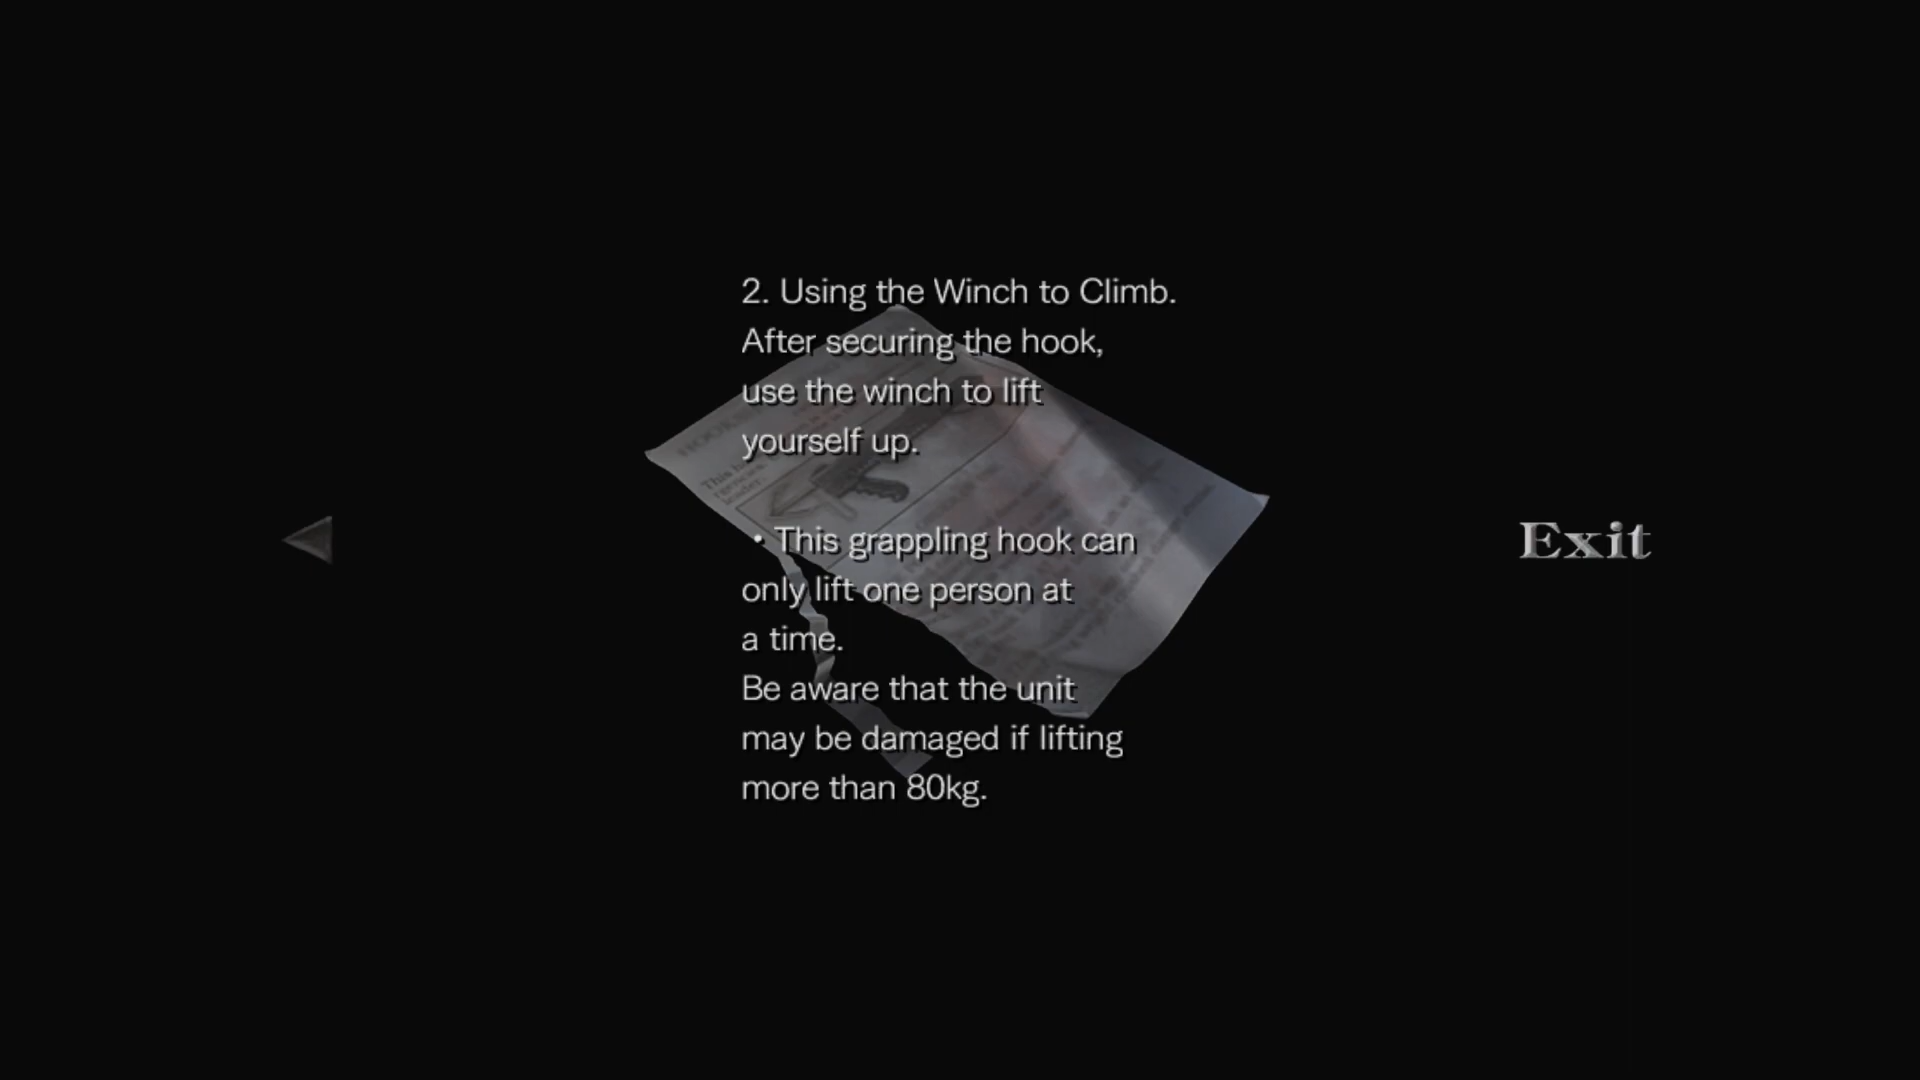 2. Using the Winch to Climb.
After securing the hook,
use the winch to lift
yourself up.
・This grappling hook can
only lift one person at
a time.
Be aware that the unit
may be damaged if lifting
more than 80kg.
Exit